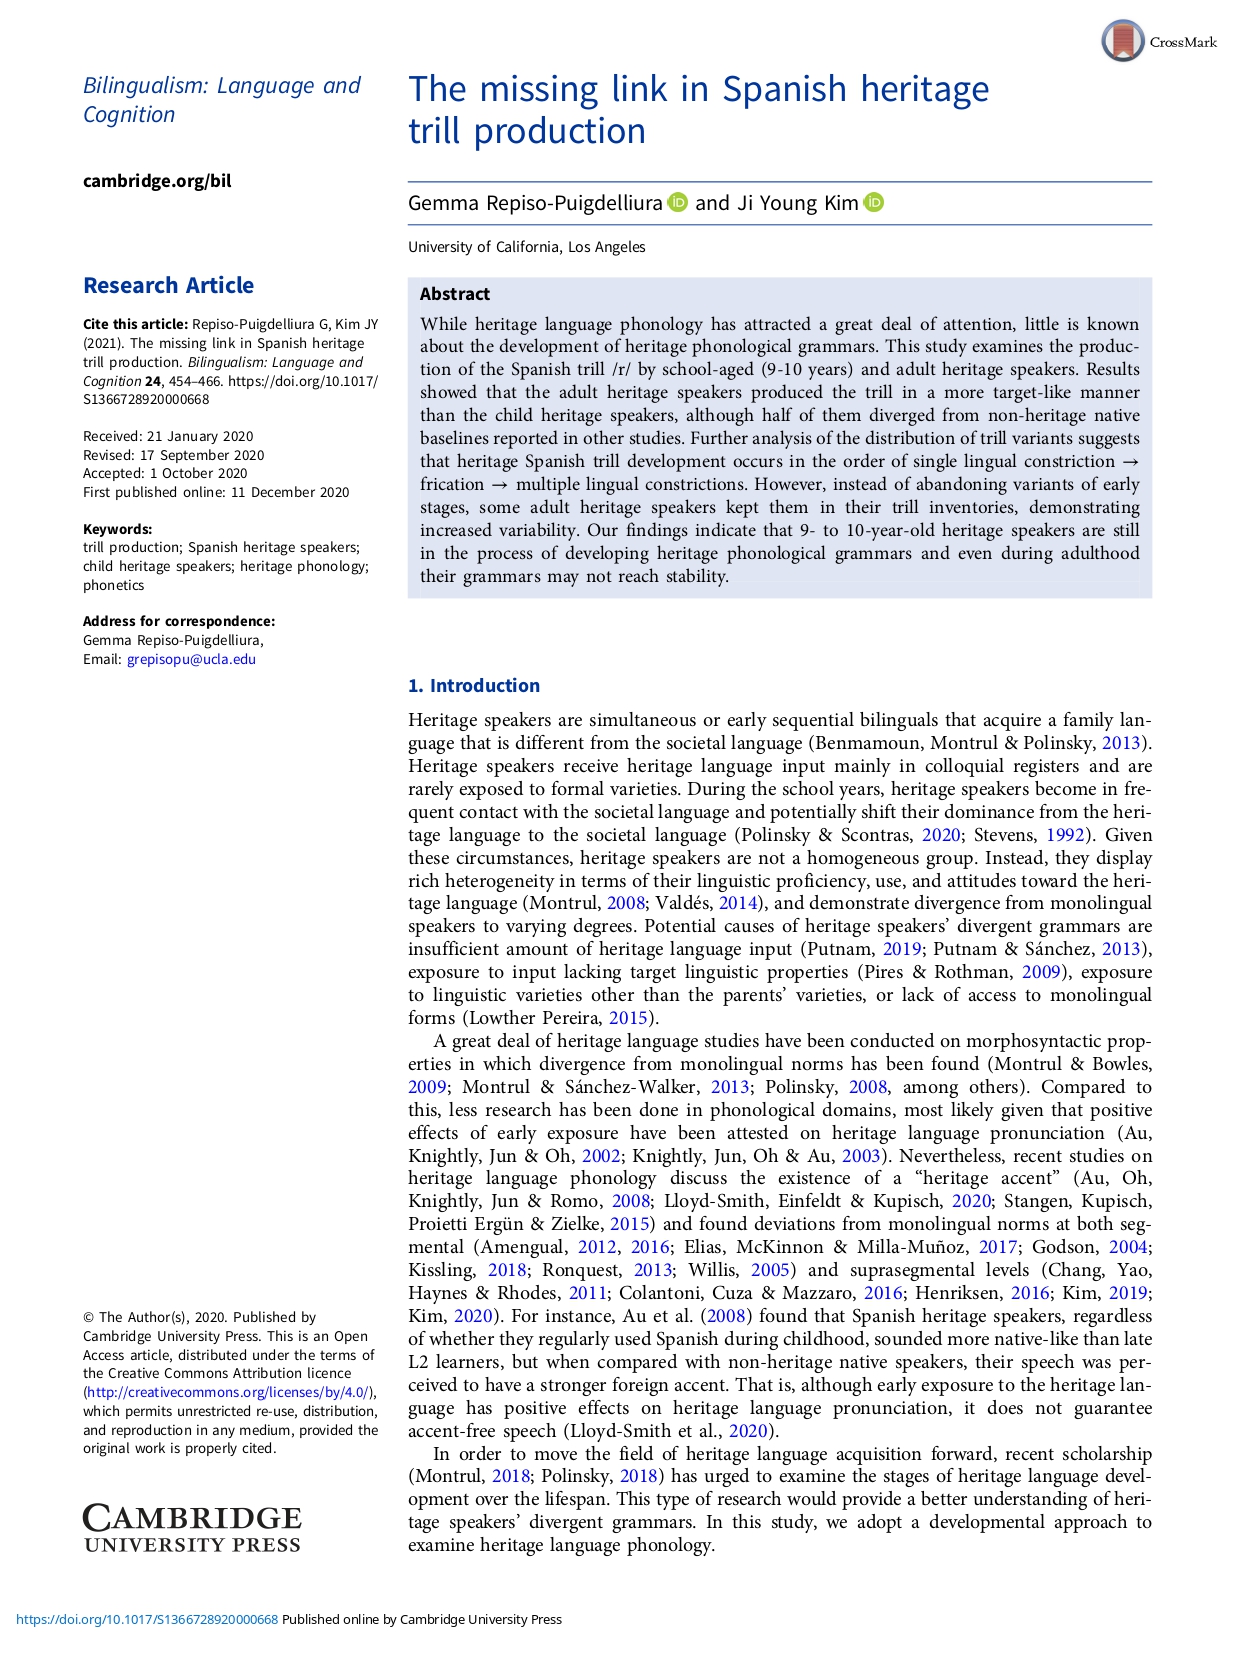 CrossMark
Bilingualism: Language and
Cognition
cambridge.org/bil
Research Article
Cite this article: Repiso-Puigdelliura G, Kim JY
(2021). The missing link in Spanish heritage
trill production. Bilingualism: Language and
Cognition 24, 454–466. https://doi.org/10.1017/
S1366728920000668
Received: 21 January 2020
Revised: 17 September 2020
Accepted: 1 October 2020
First published online: 11 December 2020
Keywords:
trill production; Spanish heritage speakers;
child heritage speakers; heritage phonology;
phonetics
Address for correspondence:
Gemma Repiso-Puigdelliura,
Email: grepisopu@ucla.edu
© The Author(s), 2020. Published by
Cambridge University Press. This is an Open
Access article, distributed under the terms of
the Creative Commons Attribution licence
(http://creativecommons.org/licenses/by/4.0/),
which permits unrestricted re-use, distribution,
and reproduction in any medium, provided the
original work is properly cited.
CAMBRIDGE
UNIVERSITY PRESS
The missing link in Spanish heritage
trill production
Gemma Repiso-Puigdelliura iD and Ji Young Kim iD
University of California, Los Angeles
Abstract
While heritage language phonology has attracted a great deal of attention, little is known
about the development of heritage phonological grammars. This study examines the produc-
tion of the Spanish trill /r/ by school-aged (9-10 years) and adult heritage speakers. Results
showed that the adult heritage speakers produced the trill in a more target-like manner
than the child heritage speakers, although half of them diverged from non-heritage native
baselines reported in other studies. Further analysis of the distribution of trill variants suggests
that heritage Spanish trill development occurs in the order of single lingual constriction →
frication → multiple lingual constrictions. However, instead of abandoning variants of early
stages, some adult heritage speakers kept them in their trill inventories, demonstrating
increased variability. Our findings indicate that 9- to 10-year-old heritage speakers are still
in the process of developing heritage phonological grammars and even during adulthood
their grammars may not reach stability.
1. Introduction
Heritage speakers are simultaneous or early sequential bilinguals that acquire a family lan-
guage that is different from the societal language (Benmamoun, Montrul & Polinsky, 2013).
Heritage speakers receive heritage language input mainly in colloquial registers and are
rarely exposed to formal varieties. During the school years, heritage speakers become in fre-
quent contact with the societal language and potentially shift their dominance from the heri-
tage language to the societal language (Polinsky & Scontras, 2020; Stevens, 1992). Given
these circumstances, heritage speakers are not a homogeneous group. Instead, they display
rich heterogeneity in terms of their linguistic proficiency, use, and attitudes toward the heri-
tage language (Montrul, 2008; Valdés, 2014), and demonstrate divergence from monolingual
speakers to varying degrees. Potential causes of heritage speakers’ divergent grammars are
insufficient amount of heritage language input (Putnam, 2019; Putnam & Sánchez, 2013),
exposure to input lacking target linguistic properties (Pires & Rothman, 2009), exposure
to linguistic varieties other than the parents’ varieties, or lack of access to monolingual
forms (Lowther Pereira, 2015).
A great deal of heritage language studies have been conducted on morphosyntactic prop-
erties in which divergence from monolingual norms has been found (Montrul & Bowles,
2009; Montrul & Sánchez-Walker, 2013; Polinsky, 2008, among others). Compared to
this, less research has been done in phonological domains, most likely given that positive
effects of early exposure have been attested on heritage language pronunciation (Au,
Knightly, Jun & Oh, 2002; Knightly, Jun, Oh & Au, 2003). Nevertheless, recent studies on
heritage language phonology discuss the existence of a “heritage accent” (Au, Oh,
Knightly, Jun & Romo, 2008; Lloyd-Smith, Einfeldt & Kupisch, 2020; Stangen, Kupisch,
Proietti Ergün & Zielke, 2015) and found deviations from monolingual norms at both seg-
mental (Amengual, 2012, 2016; Elias, McKinnon & Milla-Muñoz, 2017; Godson, 2004;
Kissling, 2018; Ronquest, 2013; Willis, 2005) and suprasegmental levels (Chang, Yao,
Haynes & Rhodes, 2011; Colantoni, Cuza & Mazzaro, 2016; Henriksen, 2016; Kim, 2019;
Kim, 2020). For instance, Au et al. (2008) found that Spanish heritage speakers, regardless
of whether they regularly used Spanish during childhood, sounded more native-like than late
L2 learners, but when compared with non-heritage native speakers, their speech was per-
ceived to have a stronger foreign accent. That is, although early exposure to the heritage lan-
guage has positive effects on heritage language pronunciation, it does not guarantee
accent-free speech (Lloyd-Smith et al., 2020).
In order to move the field of heritage language acquisition forward, recent scholarship
(Montrul, 2018; Polinsky, 2018) has urged to examine the stages of heritage language devel-
opment over the lifespan. This type of research would provide a better understanding of heri-
tage speakers’ divergent grammars. In this study, we adopt a developmental approach to
examine heritage language phonology.
https://doi.org/10.1017/S1366728920000668 Published online by Cambridge University Press